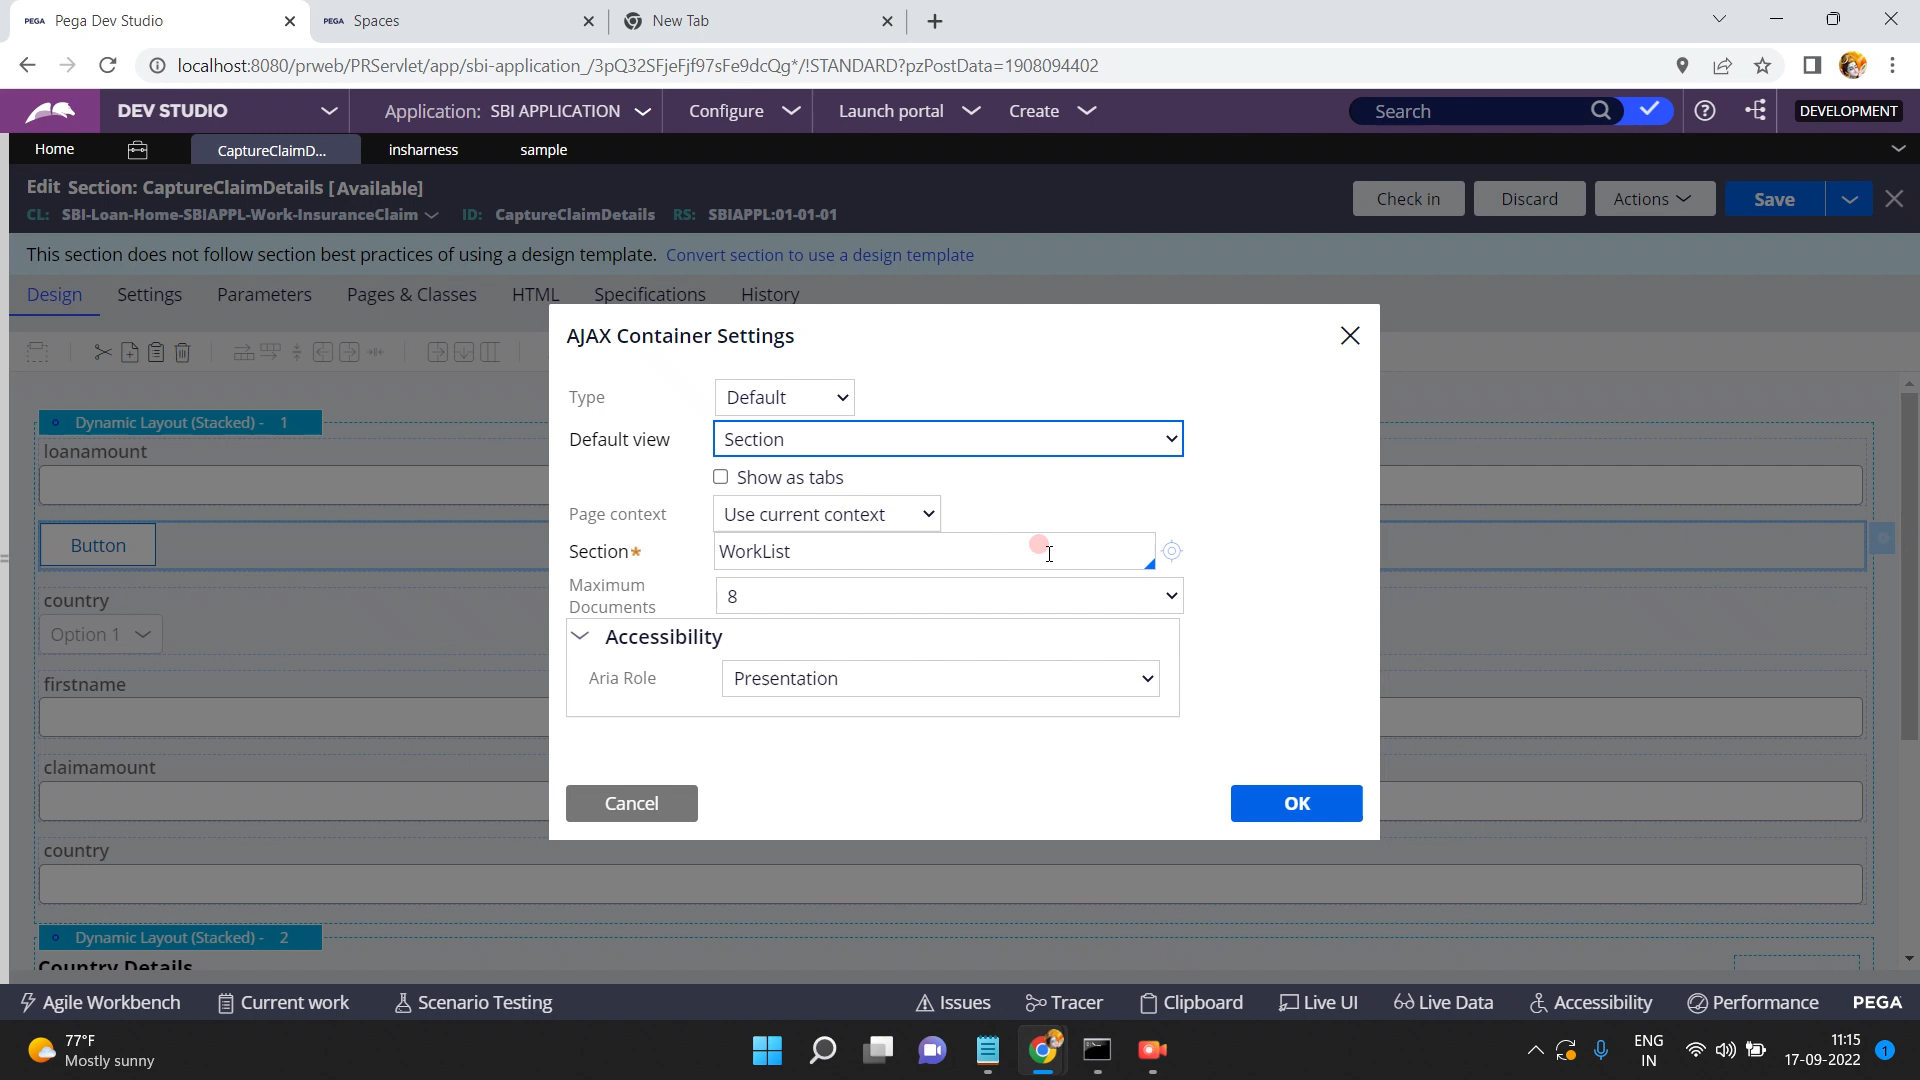 PEGA Pega Dev Studio
PEGA Spaces
New Tab
localhost:8080/prweb/PRServlet/app/sbi-application_/3pQ32SFjeFjf97sFe9dcQg*/!STANDARD?pzPostData=1908094402
DEV STUDIO
Application: SBI APPLICATION
Configure
Launch portal
Create
Search
DEVELOPMENT
Home
CaptureClaimD...
insharness
sample
Edit Section: CaptureClaimDetails [Available]
CL: SBI-Loan-Home-SBIAPPL-Work-InsuranceClaim ID: CaptureClaimDetails RS: SBIAPPL:01-01-01
Check in
Discard
Actions
Save
This section does not follow section best practices of using a design template. Convert section to use a design template
Design
Settings
Parameters
Pages & Classes
HTML
Specifications
History
AJAX Container Settings
Type
Default
Default view
Section
Show as tabs
Page context
Use current context
Section*
WorkList
Maximum
Documents
8
Accessibility
Aria Role
Presentation
Cancel
OK
Dynamic Layout (Stacked) - 1
loanamount
Button
country
Option 1
firstname
claimamount
country
Dynamic Layout (Stacked) - 2
Country Details
Agile Workbench
Current work
Scenario Testing
Issues
Tracer
Clipboard
Live UI
Live Data
Accessibility
Performance
PEGA
77°F
Mostly sunny
ENG
IN
11:15
17-09-2022
1